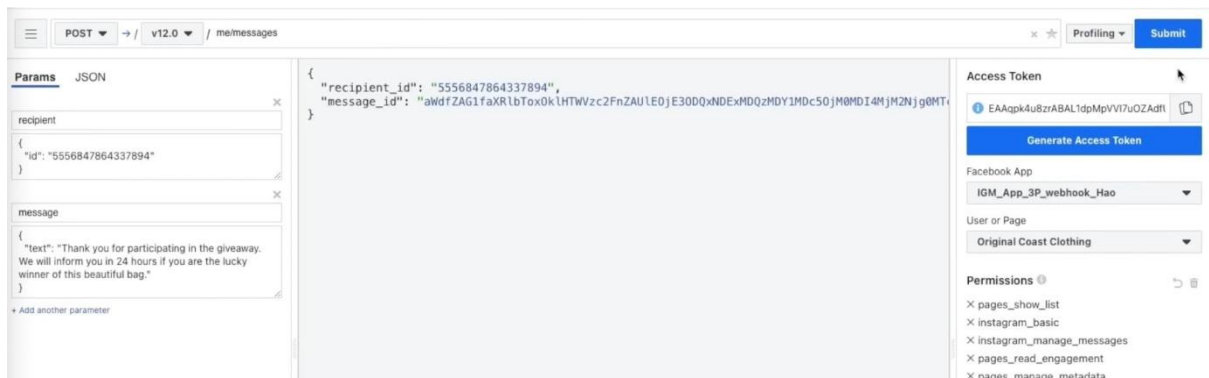 POST → / v12.0 / me/messages
Profiling
Submit
Params JSON
recipient
{
"id": "5556847864337894"
}
message
{
"text": "Thank you for participating in the giveaway.
We will inform you in 24 hours if you are the lucky
winner of this beautiful bag."
}
+ Add another parameter
{
"recipient_id": "5556847864337894",
"message_id":
}
Access Token
Generate Access Token
Facebook App
IGM_App_3P_webhook_Hao
User or Page
Original Coast Clothing
Permissions
pages_show_list
instagram_basic
instagram_manage_messages
pages_read_engagement
pages_manage_metadata